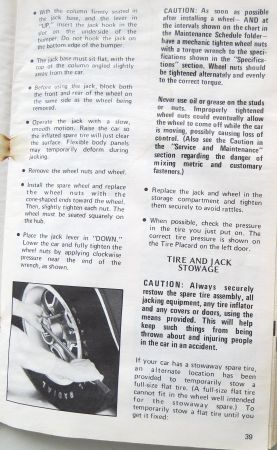 • With the column firmly seated in
the jack base, and the lever in
"UP," insert the jack hook in the
slot on the underside of the
bumper. Do not hook the jack on
the bottom edge of the bumper.
• The jack base must sit flat, with the
top of the column angled slightly
away from the car.
• Before using the jack, block both
the front and rear of the wheel on
the same side as the wheel being
removed.
• Operate the jack with a slow,
smooth motion. Raise the car so
the inflated spare tire will just clear
the surface. Flexible body panels
may temporarily deform during
jacking.
• Remove the wheel nuts and wheel.
• Install the spare wheel and replace
the wheel nuts with the
cone-shaped ends toward the wheel.
Then, slightly tighten each nut. The
wheel must be seated squarely on
the hub.
• Place the jack lever in "DOWN."
Lower the car and fully tighten the
wheel nuts by applying clockwise
pressure near the end of the
wrench, as shown.
CAUTION: As soon as possible
after installing a wheel– AND at
the intervals shown on the chart in
the Maintenance Schedule folder–
have a mechanic tighten wheel nuts
with a torque wrench to the speci-
fications shown in the "Specifica-
tions" section. Wheel nuts should
be tightened alternately and evenly
to the correct torque.
Never use oil or grease on the studs
or nuts. Improperly tightened
wheel nuts could eventually allow
the wheel to come off while the car
is moving, possibly causing loss of
control. (Also see the Caution in
the "Service and Maintenance"
section regarding the danger of
mixing metric and customary
fasteners.)
• Replace the jack and wheel in the
storage compartment and tighten
them securely to avoid rattles.
• When possible, check the pressure
in the tire you just put on. The
correct tire pressure is shown on
the Tire Placard on the left door.
TIRE AND JACK
STOWAGE
CAUTION: Always securely
restow the spare tire assembly, all
jacking equipment, any tire inflator
and any covers or doors, using the
means provided. This will help
keep such things from being
thrown about and injuring people
in the car in an accident.
If your car has a stowaway spare tire,
an alternate location has been
provided to temporarily stow a
full-size flat tire. (A full-size flat tire
cannot fit in the wheel well intended
for the stowaway spare.) To
temporarily stow a flat tire until you
get it fixed:
39